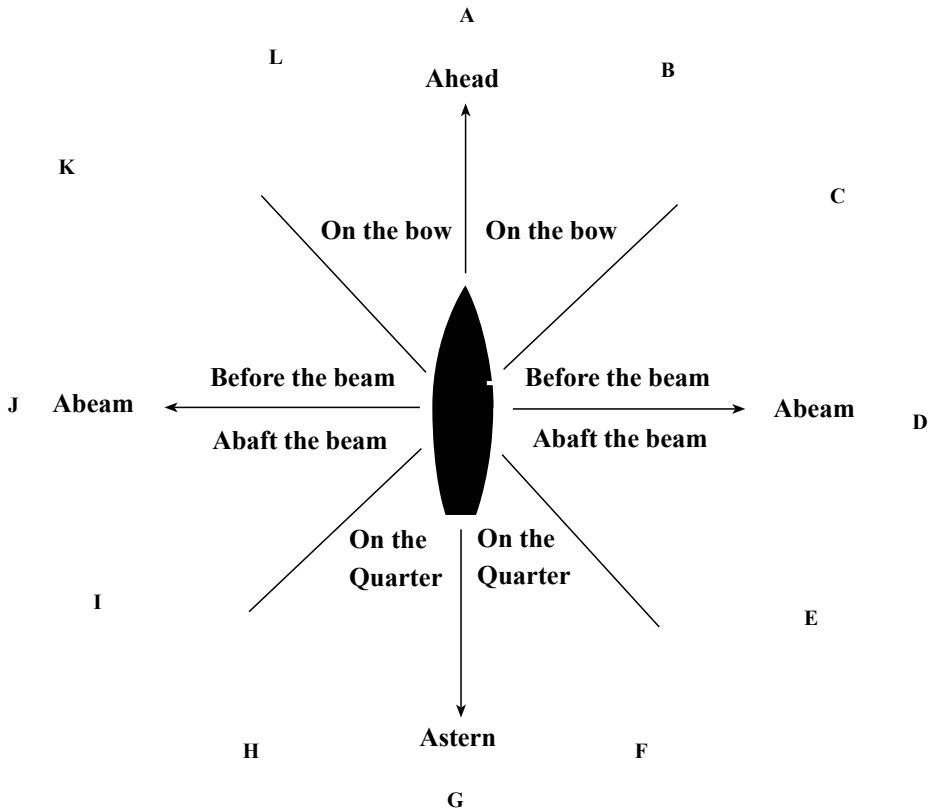 A
L
B
Ahead
K
C
On the bow
On the bow
Before the beam
Before the beam
J
Abeam
Abeam
D
Abaft the beam
Abaft the beam
On the
Quarter
On the
Quarter
I
E
Astern
H
F
G